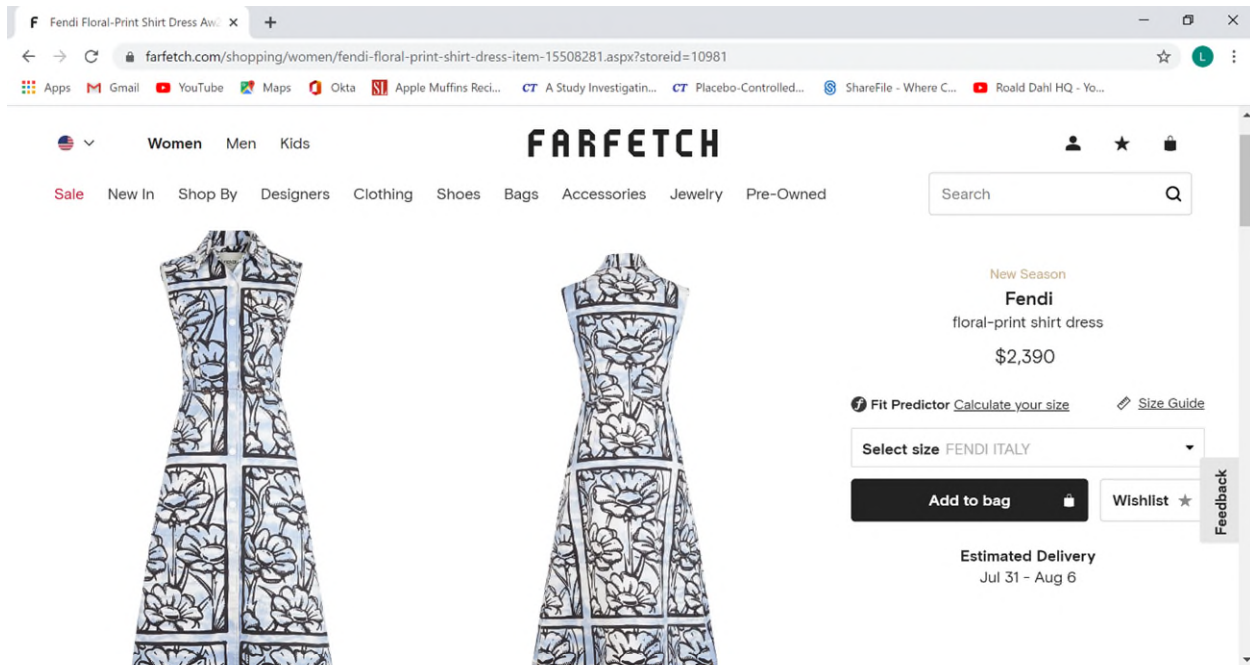 F Fendi Floral-Print Shirt Dress Aw2
farfetch.com/shopping/women/fendi-floral-print-shirt-dress-item-15508281.aspx?storeid=10981
L
Apps Gmail YouTube Maps Okta SI Apple Muffins Reci... CT A Study Investigatin... CT Placebo-Controlled... ShareFile - Where C... Roald Dahl HQ - Yo...
Women Men Kids
FARFETCH
Sale New In Shop By Designers Clothing Shoes Bags Accessories Jewelry Pre-Owned
Search
New Season
Fendi
floral-print shirt dress
$2,390
Fit Predictor Calculate your size
Size Guide
Select size FENDI ITALY
Add to bag
Wishlist
Feedback
Estimated Delivery
Jul 31 - Aug 6